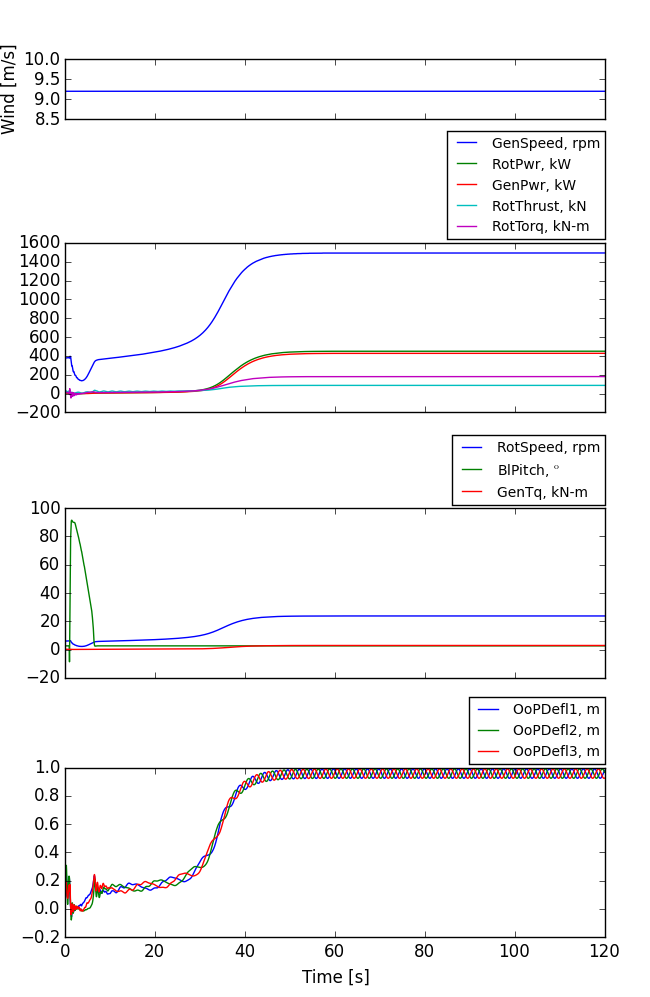 Wind [m/s]
10.0
9.5
9.0
8.5
GenSpeed, rpm
RotPwr, kW
GenPwr, kW
RotThrust, kN
RotTorq, kN-m
1600
1400
1200
1000
800
600
400
200
0
−200
RotSpeed, rpm
BlPitch, °
GenTq, kN-m
100
80
60
40
20
0
−20
OoPDefl1, m
OoPDefl2, m
OoPDefl3, m
1.0
0.8
0.6
0.4
0.2
0.0
−0.2
0 20 40 60 80 100 120
Time [s]